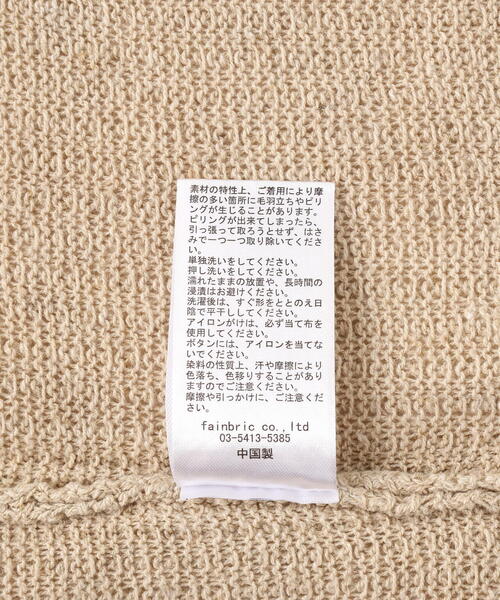 素材の特性上、ご着用により摩
擦の多い箇所に毛羽立ちやピリ
ングが生じることがあります。
ピリングが出来てしまったら、
引っ張って取ろうとせず、はさ
みで一つ一つ取り除いてくださ
い。
単独洗いをしてください。
押し洗いをしてください。
濡れたままの放置や、長時間の
浸漬はお避けください。
洗濯後は、すぐ形をととのえ日
陰で平干ししてください。
アイロンがけは、必ず当て布を
使用してください。
ボタンには、アイロンを当てな
いでください。
染料の性質上、汗や摩擦により
色落ち、色移りすることがあり
ますのでご注意ください。
摩擦や引っかけに、ご注意くだ
さい。
fainbric co.,ltd
03-5413-5385
中国製